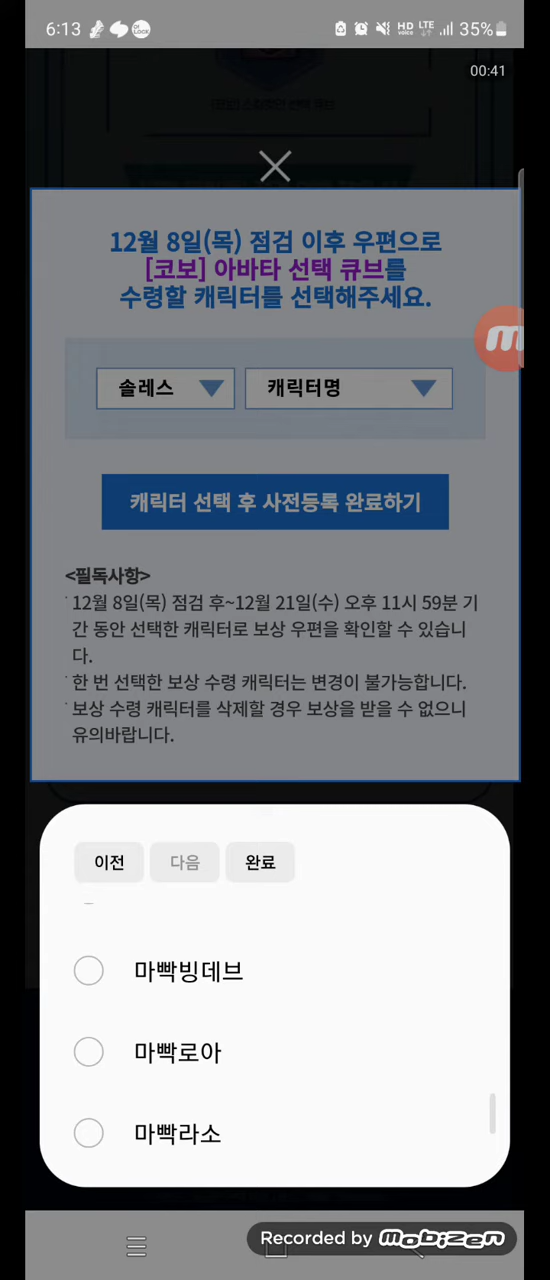 6:13
HD voice LTE 35%
00:41
12월 8일(목) 점검 이후 우편으로
[코보] 아바타 선택 큐브를
수령할 캐릭터를 선택해주세요.
솔레스 캐릭터명
캐릭터 선택 후 사전등록 완료하기
<필독사항>
· 12월 8일(목) 점검 후~12월 21일(수) 오후 11시 59분 기
간 동안 선택한 캐릭터로 보상 우편을 확인할 수 있습니
다.
· 한 번 선택한 보상 수령 캐릭터는 변경이 불가능합니다.
· 보상 수령 캐릭터를 삭제할 경우 보상을 받을 수 없으니
유의바랍니다.
이전 다음 완료
마빡빙데브
마빡로아
마빡라소
Recorded by mobizen